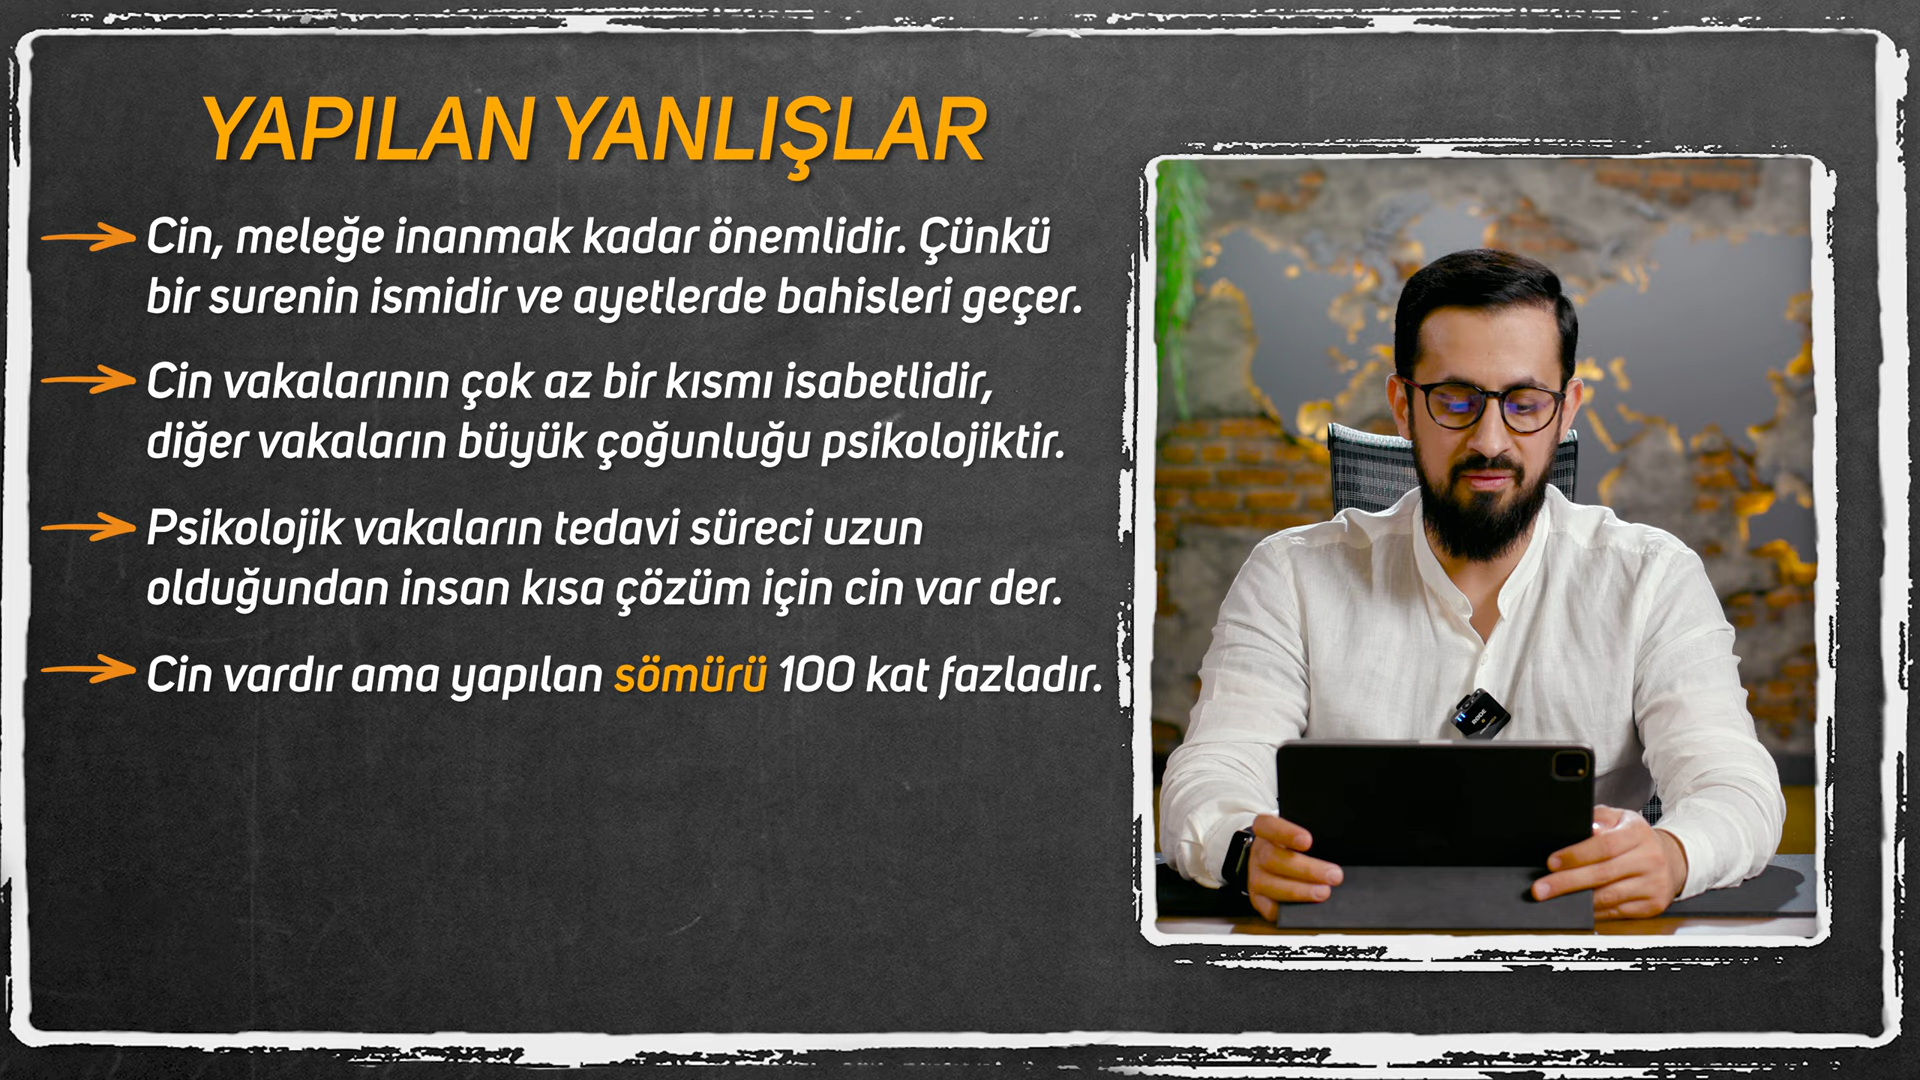 YAPILAN YANLIŞLAR
Cin, meleğe inanmak kadar önemlidir. Çünkü
bir surenin ismidir ve ayetlerde bahisleri geçer.
Cin vakalarının çok az bir kısmı isabetlidir,
diğer vakaların büyük çoğunluğu psikolojiktir.
Psikolojik vakaların tedavi süreci uzun
olduğundan insan kısa çözüm için cin var der.
Cin vardır ama yapılan sömürü 100 kat fazladır.
RODE